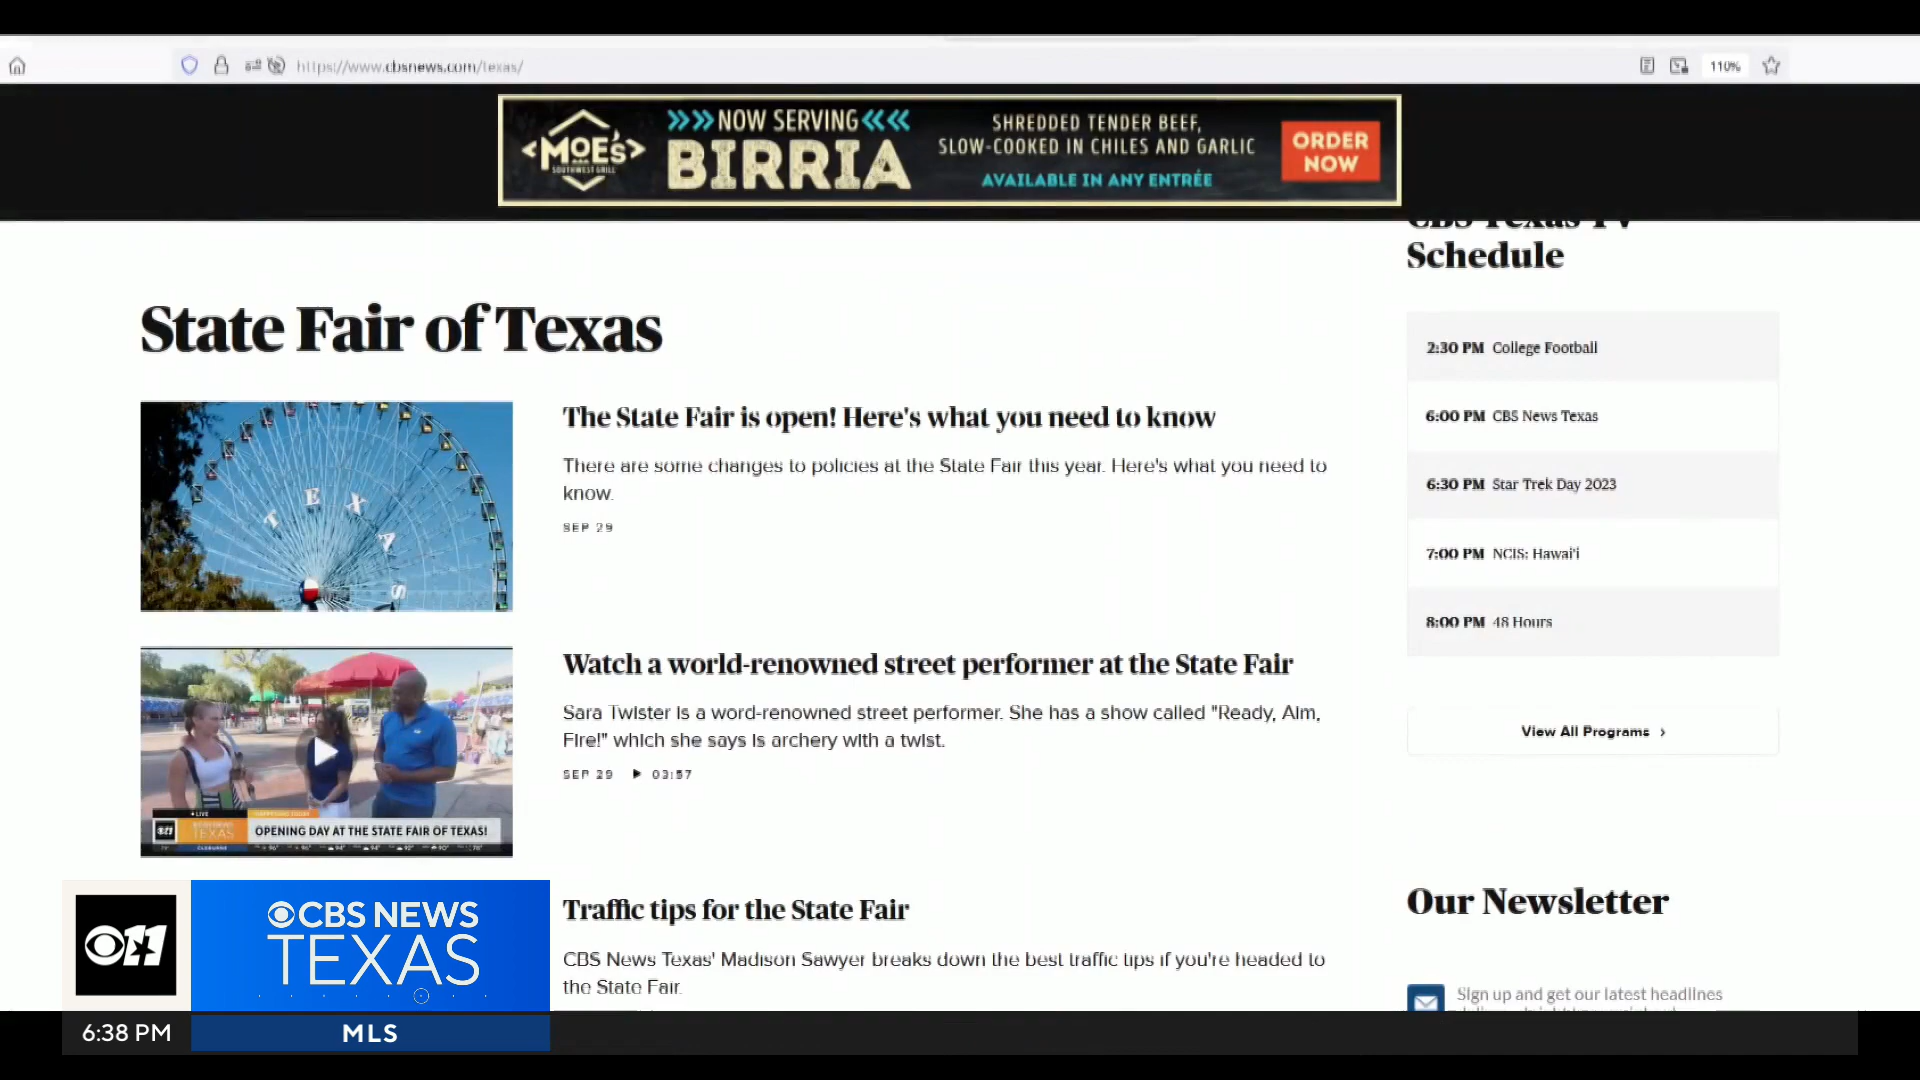 https://www.cbsnews.com/texas/
110%
MOE's
SOUTHWEST GRILL
NOW SERVING
BIRRIA
SHREDDED TENDER BEEF,
SLOW-COOKED IN CHILES AND GARLIC
AVAILABLE IN ANY ENTRÉE
ORDER
NOW
CBS Texas TV
Schedule
State Fair of Texas
2:30 PM College Football
6:00 PM CBS News Texas
6:30 PM Star Trek Day 2023
7:00 PM NCIS: Hawai'i
8:00 PM 48 Hours
View All Programs
TEXAS
The State Fair is open! Here's what you need to know
There are some changes to policies at the State Fair this year. Here's what you need to
know.
SEP 29
Watch a world-renowned street performer at the State Fair
Sara Twister is a word-renowned street performer. She has a show called "Ready, Aim,
Fire!" which she says is archery with a twist.
SEP 29 03:57
LIVE
TEXAS
OPENING DAY AT THE STATE FAIR OF TEXAS!
Traffic tips for the State Fair
CBS News Texas' Madison Sawyer breaks down the best traffic tips if you're headed to
the State Fair.
Our Newsletter
Sign up and get our latest headlines
11
CBS NEWS
TEXAS
6:38 PM
MLS